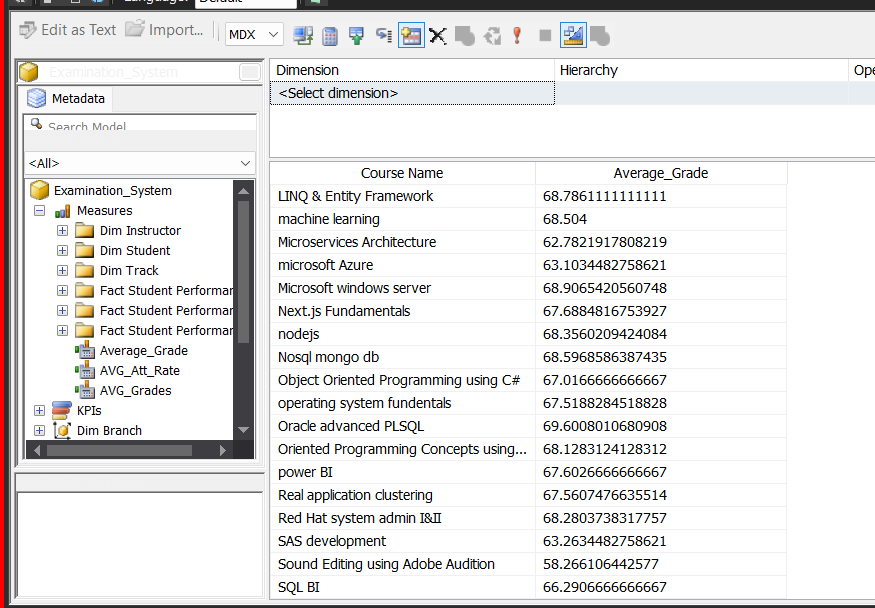 Language: Default
Edit as Text Import... MDX
Examination_System
Metadata
Search Model
<All>
Examination_System
Measures
Dim Instructor
Dim Student
Dim Track
Fact Student Performar
Fact Student Performar
Fact Student Performar
Average_Grade
AVG_Att_Rate
AVG_Grades
KPIs
Dim Branch
Dimension Hierarchy Ope
<Select dimension>
Course Name Average_Grade
LINQ & Entity Framework 68.7861111111111
machine learning 68.504
Microservices Architecture 62.7821917808219
microsoft Azure 63.1034482758621
Microsoft windows server 68.9065420560748
Next.js Fundamentals 67.6884816753927
nodejs 68.3560209424084
Nosql mongo db 68.5968586387435
Object Oriented Programming using C# 67.0166666666667
operating system fundentals 67.5188284518828
Oracle advanced PLSQL 69.6008010680908
Oriented Programming Concepts using... 68.1283124128312
power BI 67.6026666666667
Real application clustering 67.5607476635514
Red Hat system admin I&II 68.2803738317757
SAS development 63.2634482758621
Sound Editing using Adobe Audition 58.266106442577
SQL BI 66.2906666666667